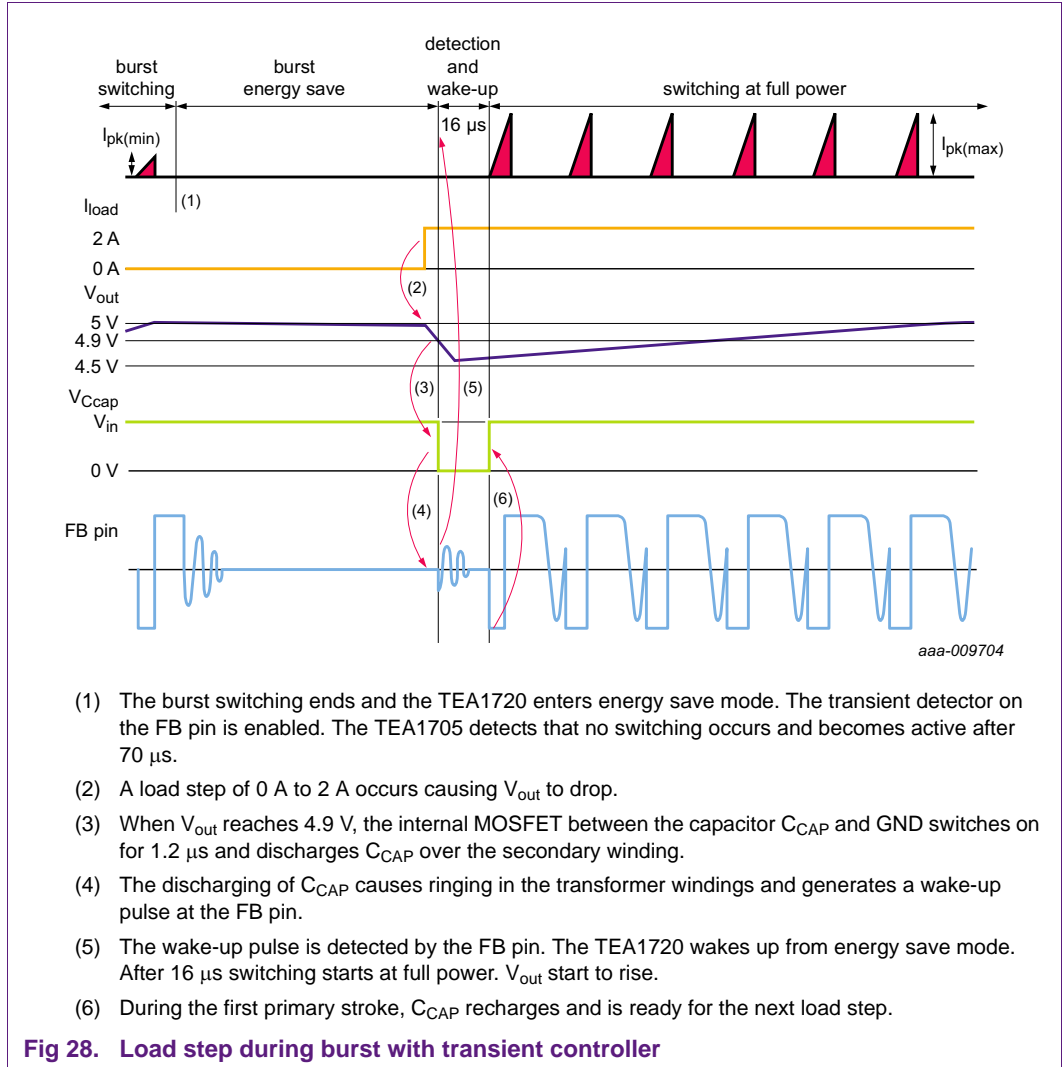 detection
and
wake-up
burst
switching
burst
energy save
switching at full power
16 μs
Ipk(min)
Ipk(max)
(1)
Iload
2 A
0 A
(2)
Vout
5 V
4.9 V
4.5 V
(3)
(5)
VCcap
Vin
0 V
(4)
(6)
FB pin
aaa-009704
(1) The burst switching ends and the TEA1720 enters energy save mode. The transient detector on
the FB pin is enabled. The TEA1705 detects that no switching occurs and becomes active after
70 μs.
(2) A load step of 0 A to 2 A occurs causing Vout to drop.
(3) When Vout reaches 4.9 V, the internal MOSFET between the capacitor CCAP and GND switches on
for 1.2 μs and discharges CCAP over the secondary winding.
(4) The discharging of CCAP causes ringing in the transformer windings and generates a wake-up
pulse at the FB pin.
(5) The wake-up pulse is detected by the FB pin. The TEA1720 wakes up from energy save mode.
After 16 μs switching starts at full power. Vout start to rise.
(6) During the first primary stroke, CCAP recharges and is ready for the next load step.
Fig 28. Load step during burst with transient controller